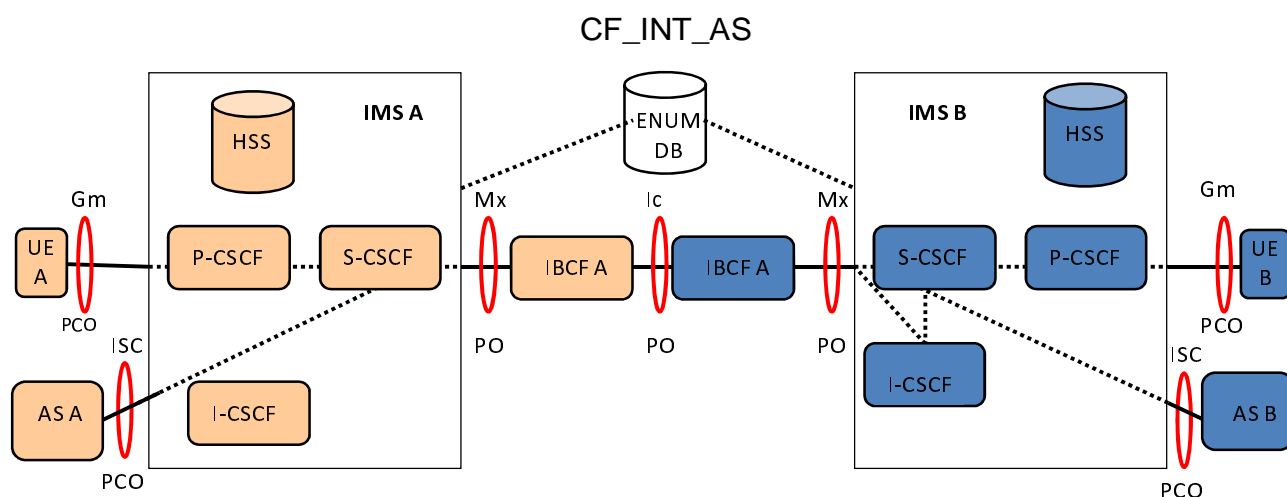 CF_INT_AS
IMS A
IMS B
HSS
ENUM
DB
HSS
Gm
Mx
Ic
Mx
Gm
UE
A
P-CSCF
S-CSCF
IBCF A
IBCF A
S-CSCF
P-CSCF
UE
B
PCO
PO
PO
PO
PCO
ISC
ISC
AS A
I-CSCF
I-CSCF
AS B
PCO
PCO